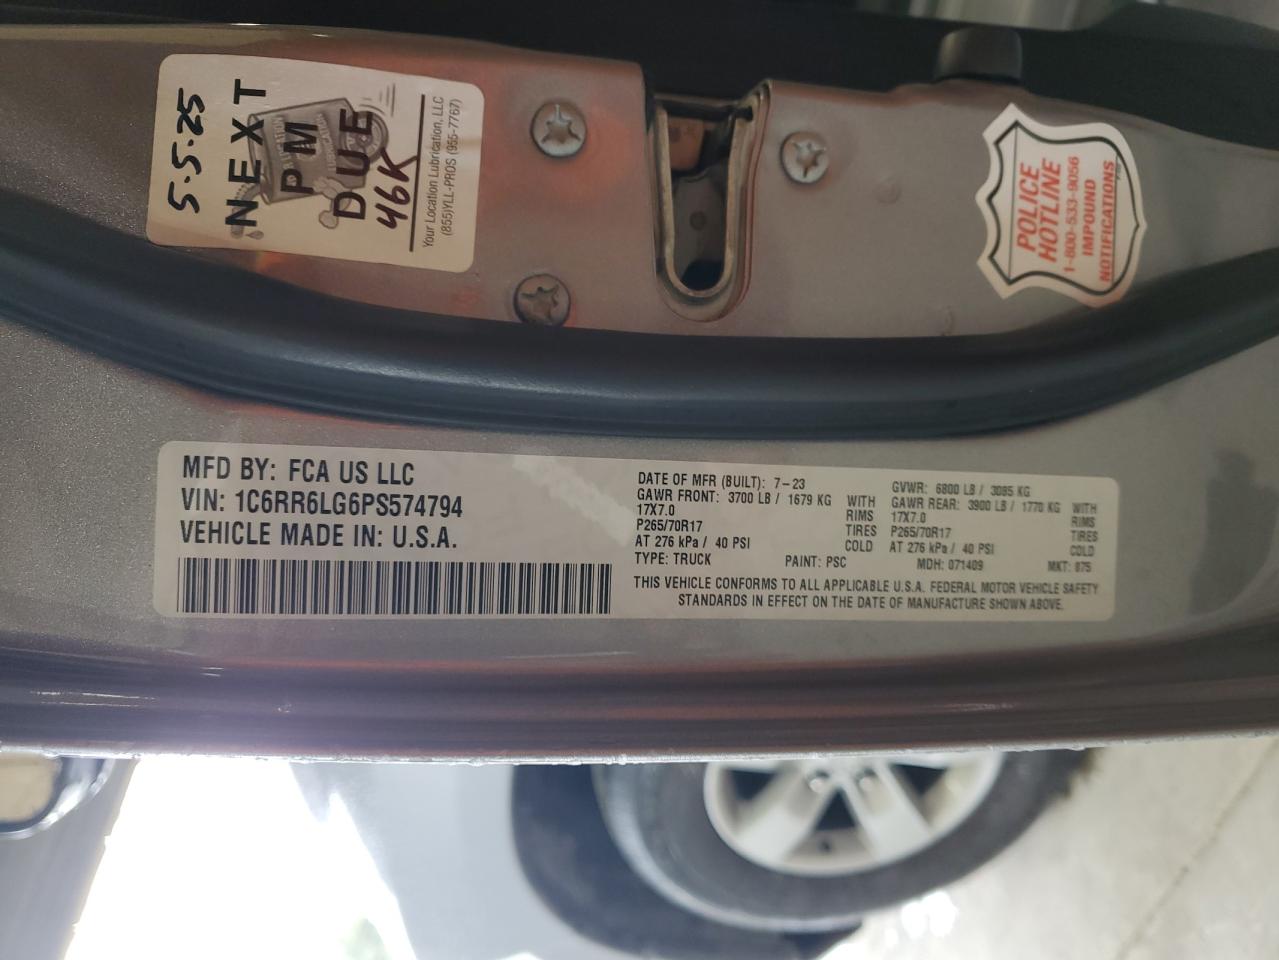 5-5-25
NEXT
PM
DUE
46K
Your Location Lubrication, LLC
(855)YLL-PROS (955-7767)
POLICE
HOTLINE
1-800-533-9056
IMPOUND
NOTIFICATIONS
MFD BY: FCA US LLC
VIN: 1C6RR6LG6PS574794
VEHICLE MADE IN: U.S.A.
DATE OF MFR (BUILT): 7-23
GAWR FRONT: 3700 LB / 1679 KG WITH
17X7.0 RIMS
P265/70R17 TIRES
AT 276 kPa / 40 PSI COLD
TYPE: TRUCK PAINT: PSC
GVWR: 6800 LB / 3085 KG
GAWR REAR: 3900 LB / 1770 KG WITH
17X7.0 RIMS
P265/70R17 TIRES
AT 276 kPa / 40 PSI COLD
MDH: 071409 MKT: 875
THIS VEHICLE CONFORMS TO ALL APPLICABLE U.S.A. FEDERAL MOTOR VEHICLE SAFETY
STANDARDS IN EFFECT ON THE DATE OF MANUFACTURE SHOWN ABOVE.